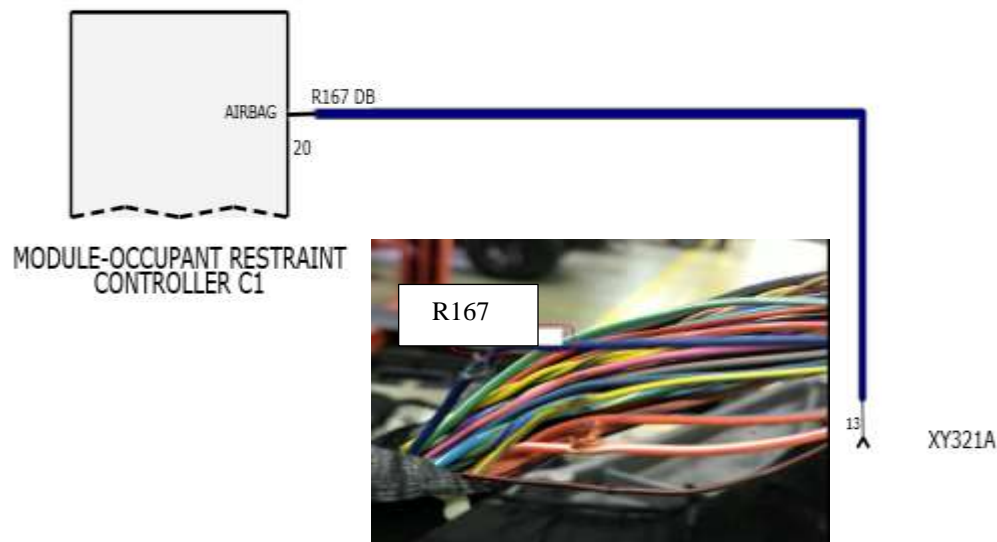 R167 DB
AIRBAG
20
MODULE-OCCUPANT RESTRAINT
CONTROLLER C1
R167
13
XY321A